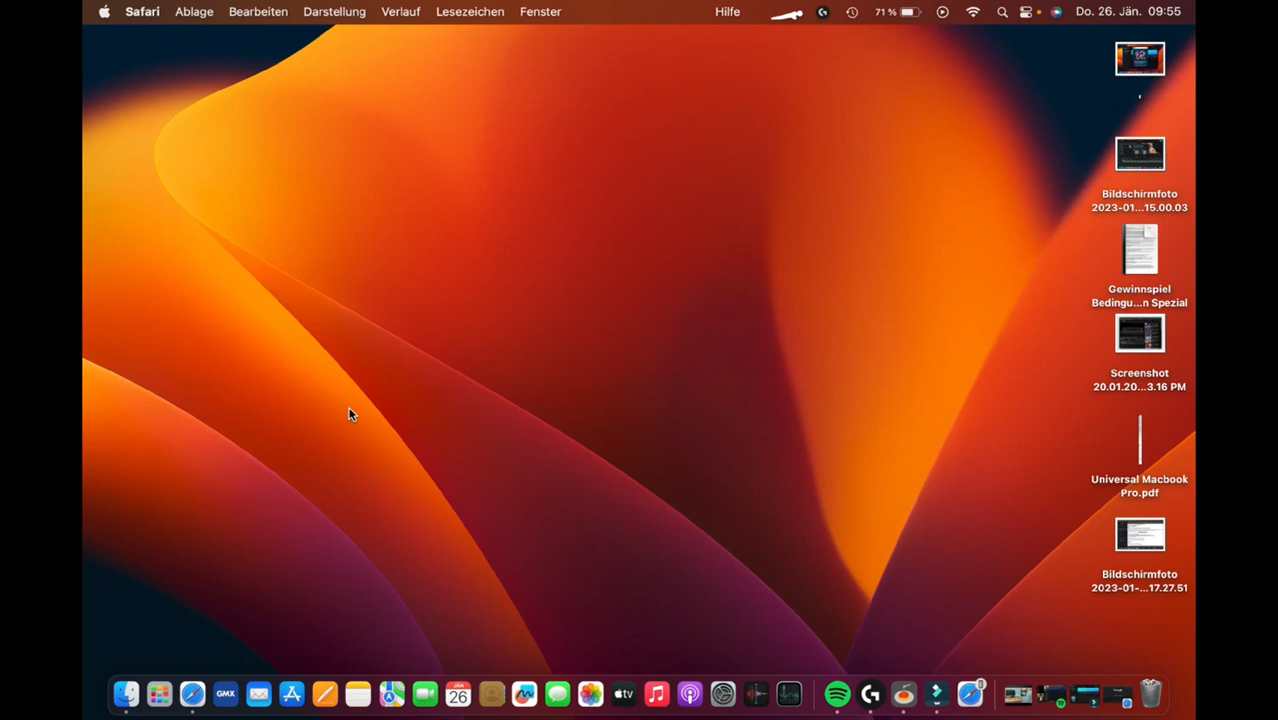 Safari Ablage Bearbeiten Darstellung Verlauf Lesezeichen Fenster Hilfe 71 % Do. 26. Jän. 09:55
Bildschirmfoto
2023-01...15.00.03
Gewinnspiel
Bedingu...n Spezial
Screenshot
20.01.20...3.16 PM
Universal Macbook
Pro.pdf
Bildschirmfoto
2023-01-...17.27.51
GMX
JÄN
26
tv